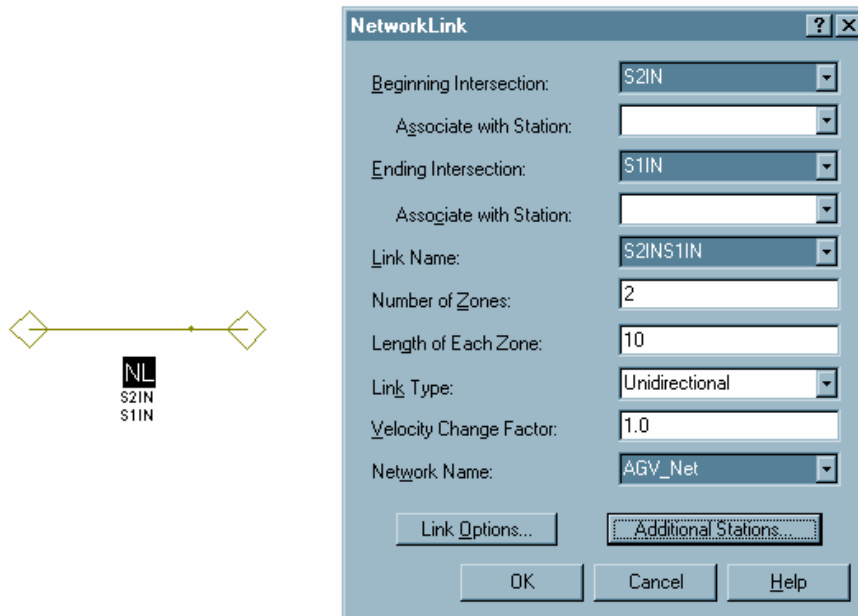 NetworkLink
Beginning Intersection: S2IN
Associate with Station:
Ending Intersection: S1IN
Associate with Station:
Link Name: S2INS1IN
Number of Zones: 2
Length of Each Zone: 10
Link Type: Unidirectional
Velocity Change Factor: 1.0
Network Name: AGV_Net
Link Options... Additional Stations...
OK Cancel Help
NL
S2IN
S1IN